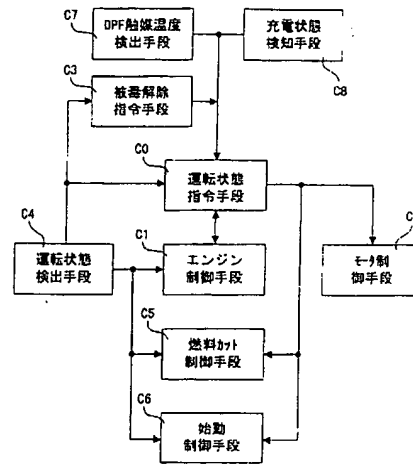 C7
DPF触媒温度
検出手段
充電状態
検知手段
C8
C3
被毒解除
指令手段
C0
運転状態
指令手段
C4
運転状態
検出手段
C1
エンジン
制御手段
C
モータ制
御手段
C5
燃料カット
制御手段
C6
始動
制御手段